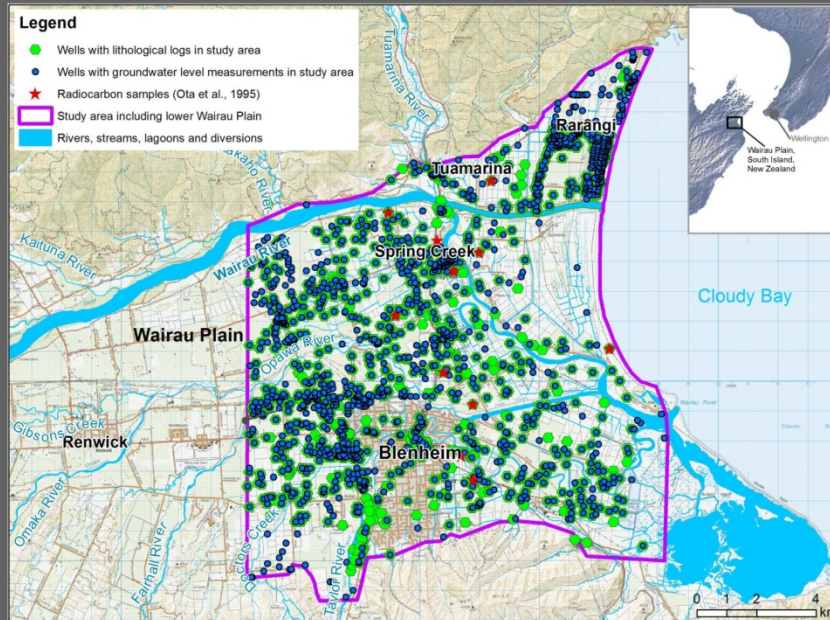 Legend
Wells with lithological logs in study area
Wells with groundwater level measurements in study area
Radiocarbon samples (Ota et al., 1995)
Study area including lower Wairau Plain
Rivers, streams, lagoons and diversions
Wellington
Wairau Plain,
South Island,
New Zealand
Tuamarina River
Rarangi
Tuamarina
Kaituna River
Wairau River
Spring Creek
Cloudy Bay
Wairau Plain
Opawa River
Gibsons Creek
Renwick
Blenheim
Omaka River
Fairhall River
Doctors Creek
Taylor River
0 2 4
km